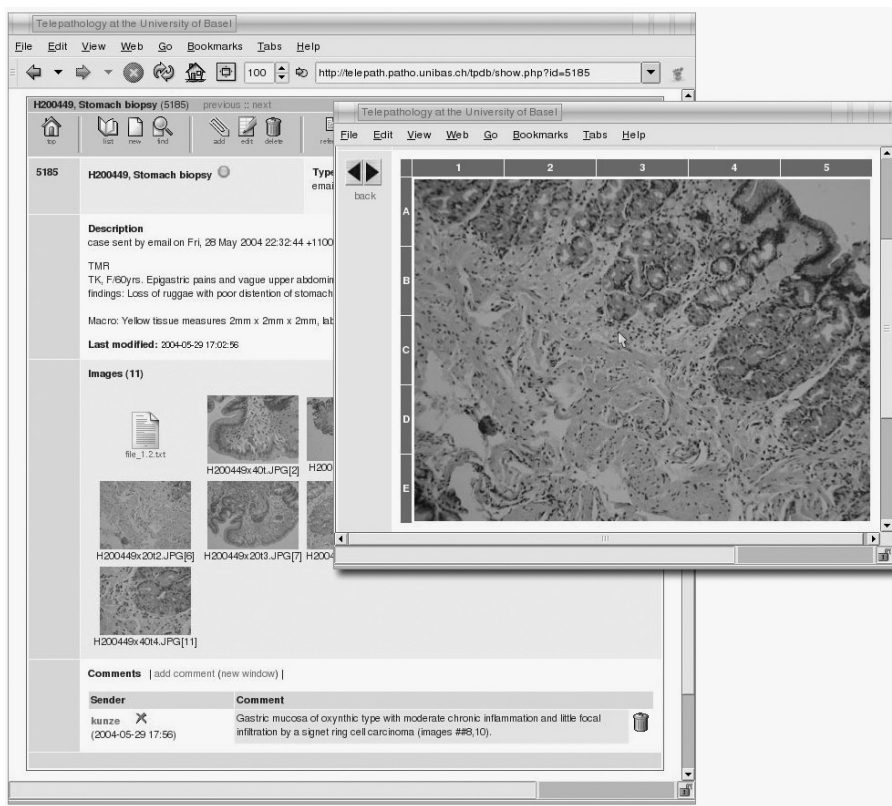 Telepathology at the University of Basel
File Edit View Web Go Bookmarks Tabs Help
100 http://telepath.patho.unibas.ch/tpdb/show.php?id=5185
H200449, Stomach biopsy (5185) previous :: next
top list new find add edit delete
5185 H200449, Stomach biopsy
Description
case sent by email on Fri, 28 May 2004 22:32:44 +1100
TMR
TK, F/60yrs. Epigastric pains and vague upper
findings: Loss of ruggae with poor distention of stomach
Macro: Yellow tissue measures 2mm x 2mm x 2mm,
Last modified: 2004-05-29 17:02:56
Images (11)
file_1.2.txt
H200449x40t.JPG[2]
H200449x20t2.JPG[6] H200449x20t3.JPG[7]
H200449x40t4.JPG[11]
Comments | add comment (new window) |
Sender Comment
kunze Gastric mucosa of oxynthic type with moderate chronic inflammation and little focal
(2004-05-29 17:56) infiltration by a signet ring cell carcinoma (images ##8,10).
Telepathology at the University of Basel
File Edit View Web Go Bookmarks Tabs Help
back
1 2 3 4 5
A
B
C
D
E